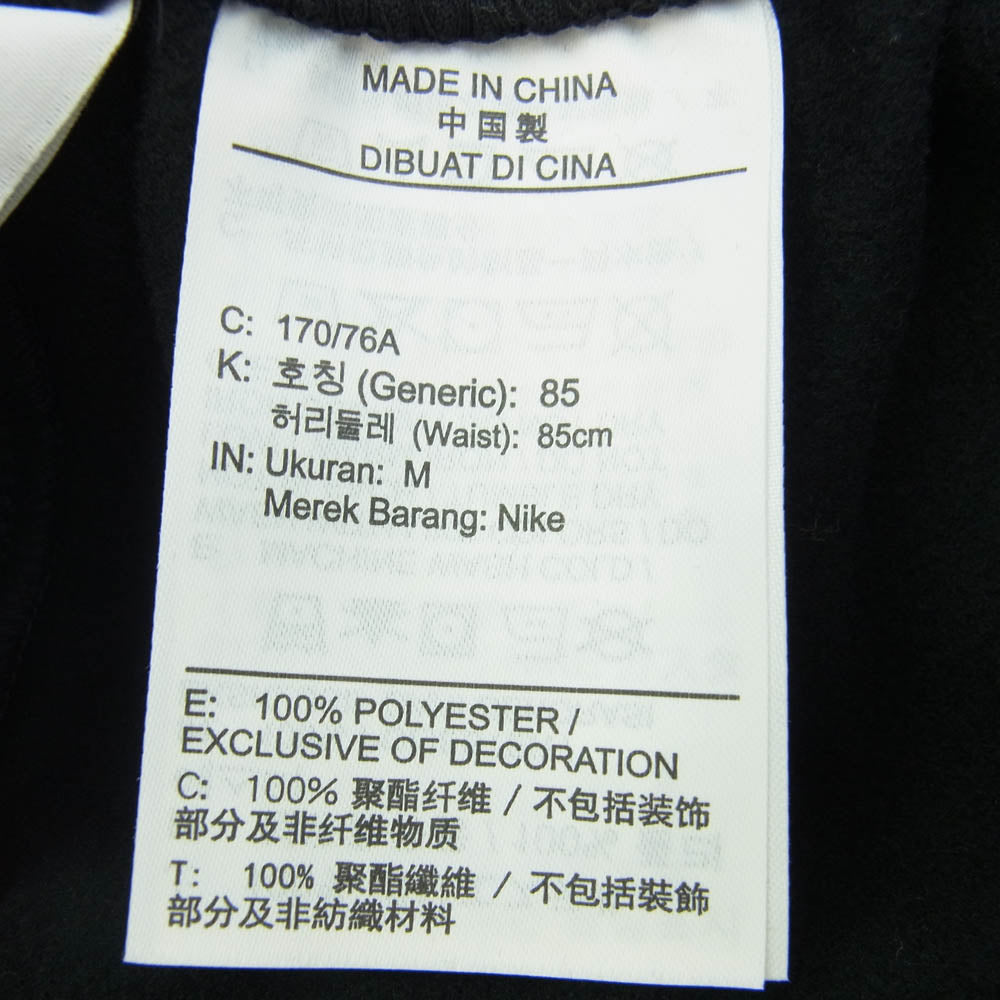 MADE IN CHINA
中国製
DIBUAT DI CINA
C: 170/76A
K: 호칭 (Generic): 85
허리둘레 (Waist): 85cm
IN: Ukuran: M
Merek Barang: Nike
E: 100% POLYESTER /
EXCLUSIVE OF DECORATION
C: 100% 聚酯纤维 / 不包括装饰
部分及非纤维物质
T: 100% 聚酯纖維 / 不包括裝飾
部分及非紡織材料